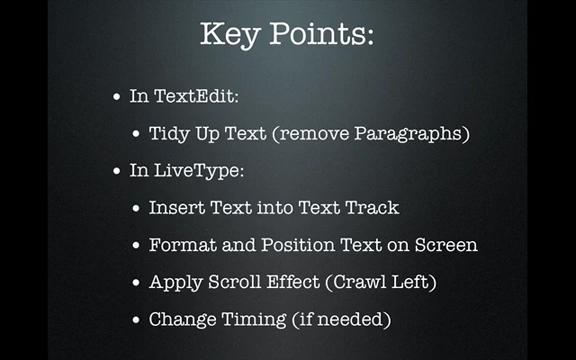 Key Points:
• In TextEdit:
• Tidy Up Text (remove Paragraphs)
• In LiveType:
• Insert Text into Text Track
• Format and Position Text on Screen
• Apply Scroll Effect (Crawl Left)
• Change Timing (if needed)